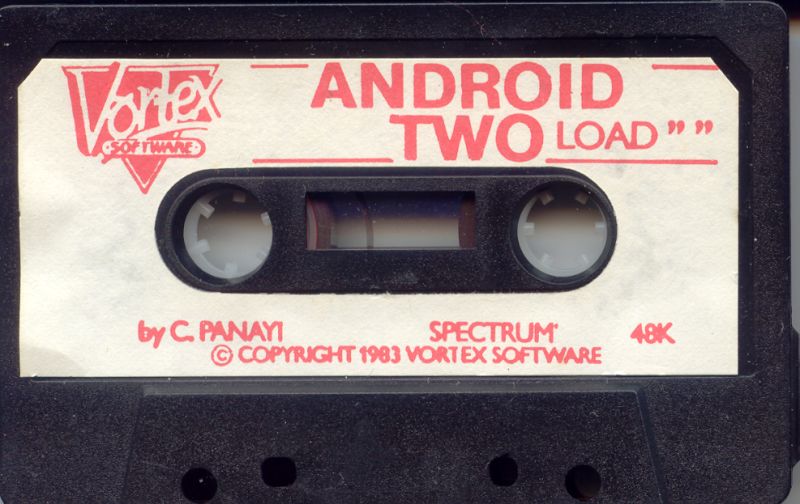 Vortex
SOFTWARE
ANDROID
TWO LOAD ” ”
by C. PANAYI SPECTRUM' 48K
© COPYRIGHT 1983 VORTEX SOFTWARE